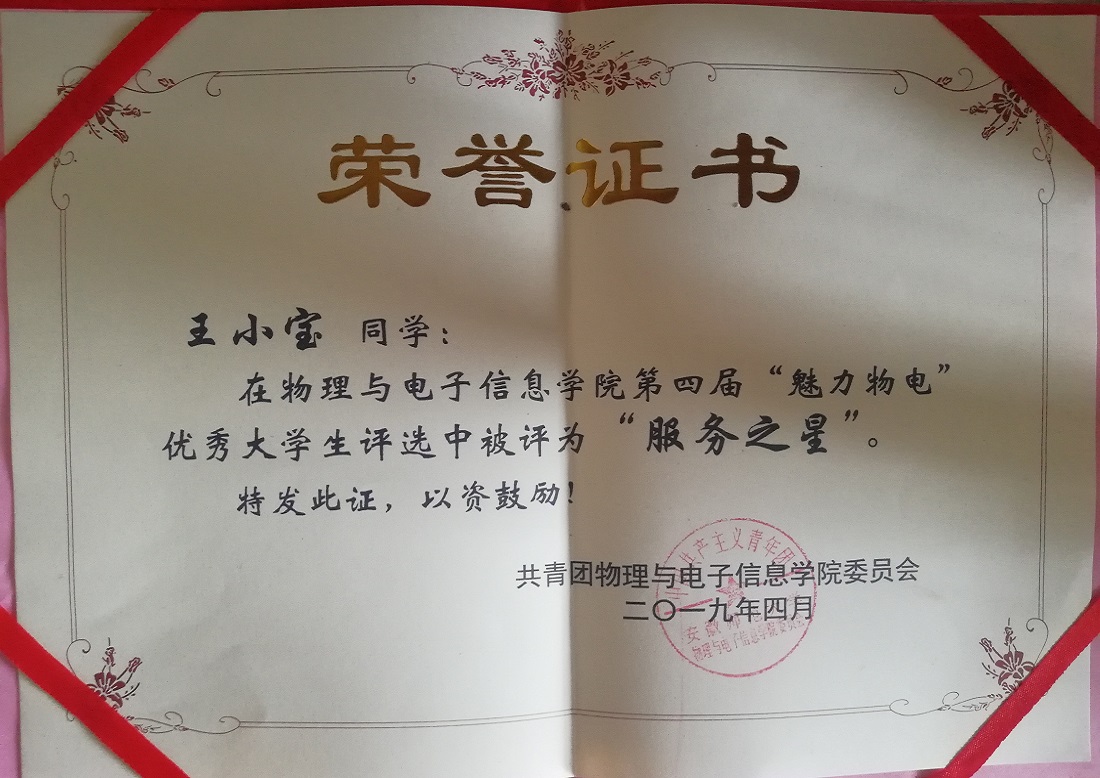 荣誉证书
王小宝 同学：
在物理与电子信息学院第四届“魅力物电”
优秀大学生评选中被评为“服务之星”。
特发此证，以资鼓励！
共青团物理与电子信息学院委员会
二〇一九年四月
共产主义青年团
安徽
物理与电子信息学院委员会